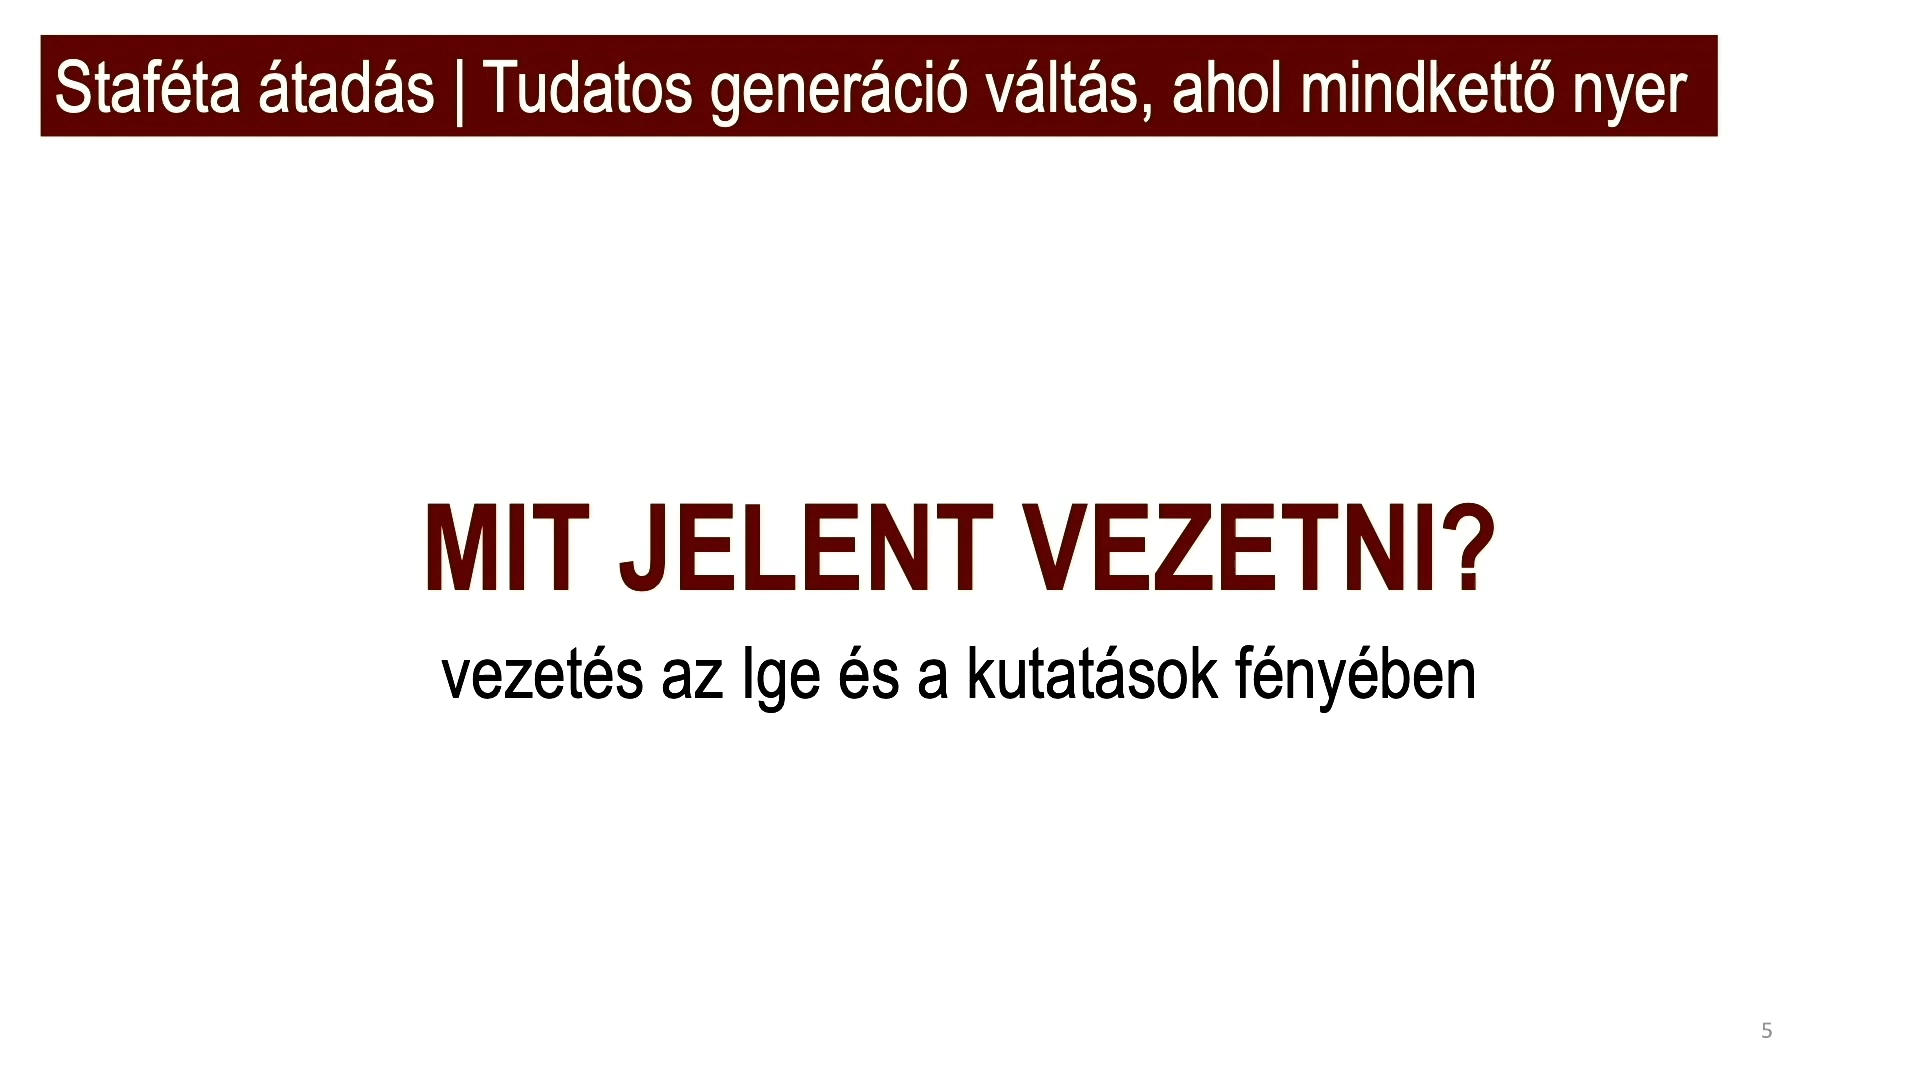 Staféta átadás | Tudatos generáció váltás, ahol mindkettő nyer
MIT JELENT VEZETNI?
vezetés az Ige és a kutatások fényében
5